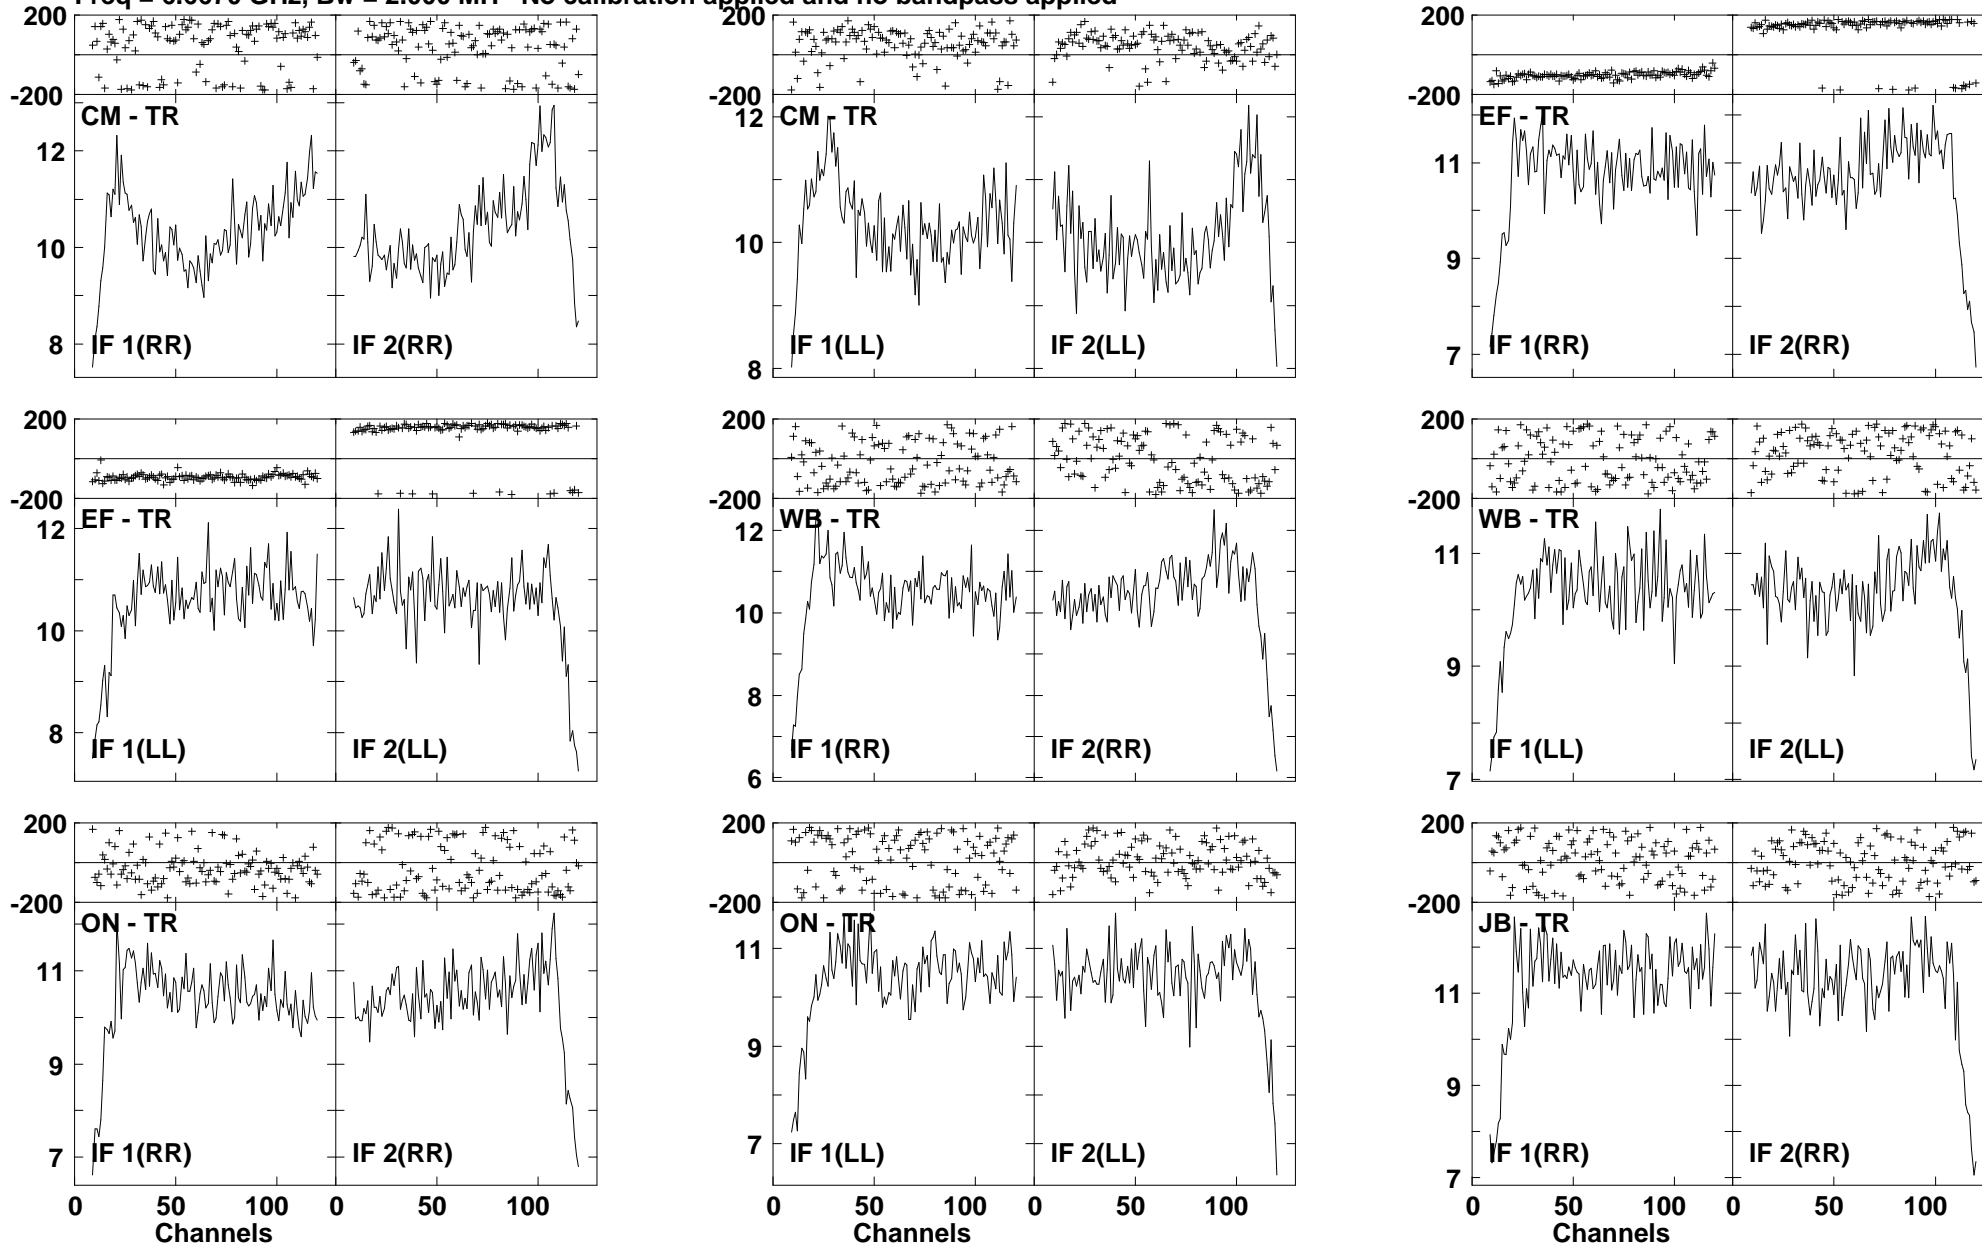 Freq = 6.6670 GHz, Bw = 2.000 MH No calibration applied and no bandpass applied
200
-200
CM - TR
12
10
8
IF 1(RR)
IF 2(RR)
200
-200
CM - TR
12
10
8
IF 1(LL)
IF 2(LL)
200
-200
EF - TR
11
9
7
IF 1(RR)
IF 2(RR)
200
-200
EF - TR
12
10
8
IF 1(LL)
IF 2(LL)
200
-200
WB - TR
12
10
8
6
IF 1(RR)
IF 2(RR)
200
-200
WB - TR
11
9
7
IF 1(LL)
IF 2(LL)
200
-200
ON - TR
11
9
7
IF 1(RR)
IF 2(RR)
0 50 100 0 50 100
Channels
200
-200
ON - TR
11
9
7
IF 1(LL)
IF 2(LL)
0 50 100 0 50 100
Channels
200
-200
JB - TR
11
9
7
IF 1(RR)
IF 2(RR)
0 50 100 0 50 100
Channels